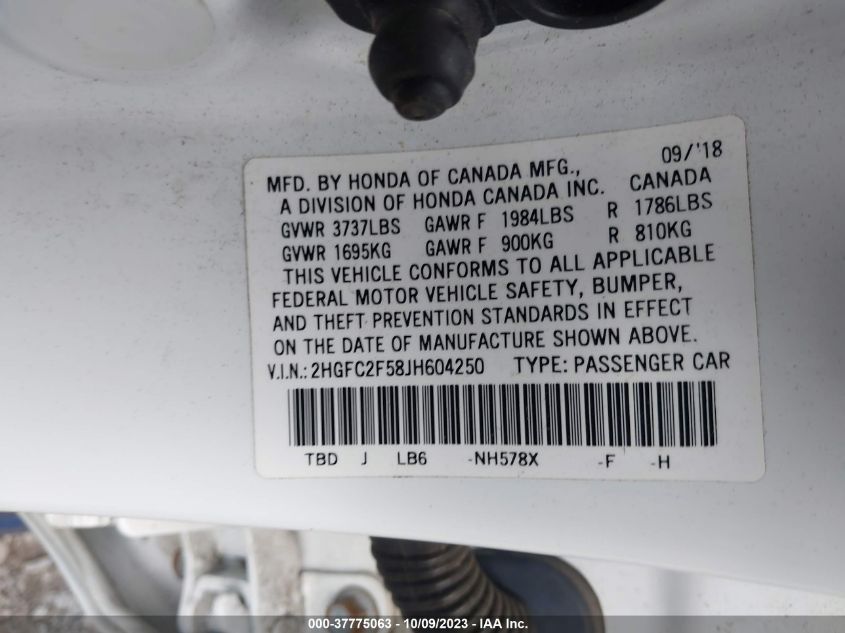 09/'18
MFD. BY HONDA OF CANADA MFG.,
A DIVISION OF HONDA CANADA INC. CANADA
GVWR 3737LBS GAWR F 1984LBS R 1786LBS
GVWR 1695KG GAWR F 900KG R 810KG
THIS VEHICLE CONFORMS TO ALL APPLICABLE
FEDERAL MOTOR VEHICLE SAFETY, BUMPER,
AND THEFT PREVENTION STANDARDS IN EFFECT
ON THE DATE OF MANUFACTURE SHOWN ABOVE.
V.I.N.: 2HGFC2F58JH604250 TYPE: PASSENGER CAR
TBD J LB6 -NH578X -F -H
000-37775063 - 10/09/2023 - IAA Inc.